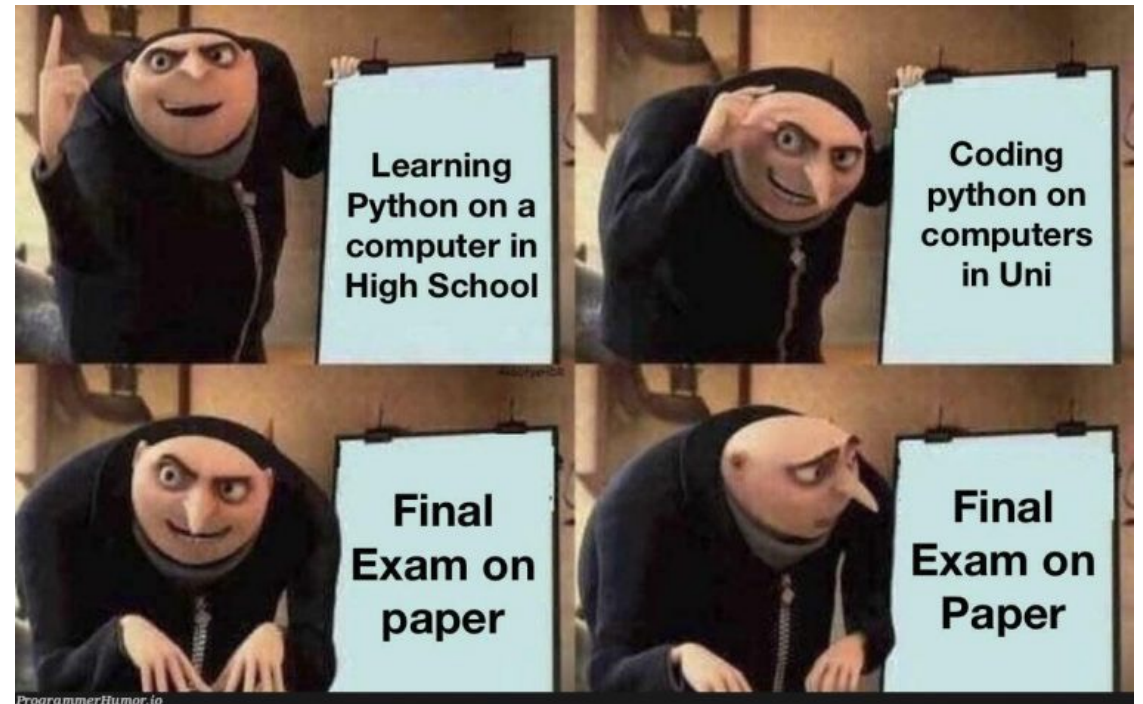 Learning
Python on a
computer in
High School
Coding
python on
computers
in Uni
Final
Exam on
paper
Final
Exam on
Paper
ProgrammerHumor.io